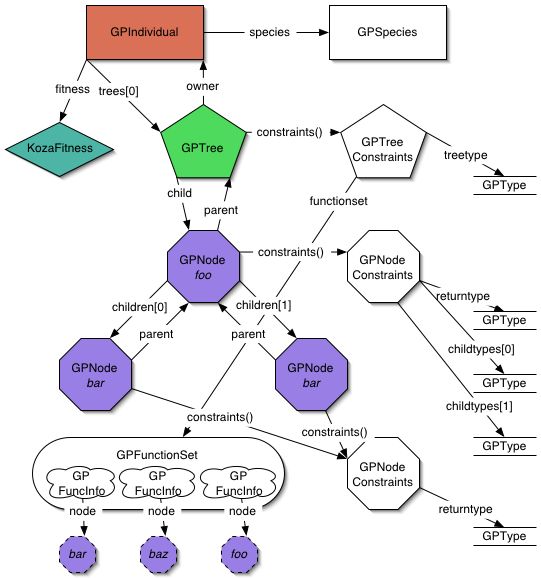 GPIndividual
species
GPSpecies
fitness
trees[0]
owner
KozaFitness
GPTree
constraints()
GPTree
Constraints
treetype
GPType
child
parent
functionset
GPNode
foo
constraints()
GPNode
Constraints
returntype
GPType
children[0]
children[1]
parent
parent
childtypes[0]
GPNode
bar
GPNode
bar
GPType
childtypes[1]
constraints()
constraints()
GPType
GPFunctionSet
GP
FuncInfo
GP
FuncInfo
GP
FuncInfo
GPNode
Constraints
node
node
node
returntype
GPType
bar
baz
foo